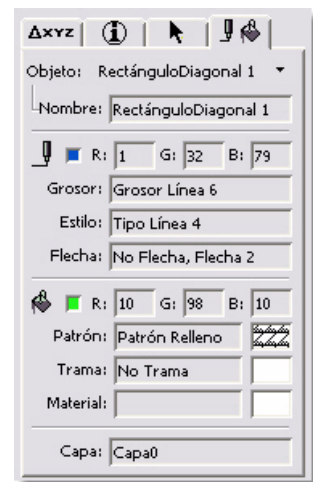 ΔXYZ
Objeto: RectánguloDiagonal 1
Nombre: RectánguloDiagonal 1
R: 1 G: 32 B: 79
Grosor: Grosor Línea 6
Estilo: Tipo Línea 4
Flecha: No Flecha, Flecha 2
R: 10 G: 98 B: 10
Patrón: Patrón Relleno
Trama: No Trama
Material:
Capa: Capa0